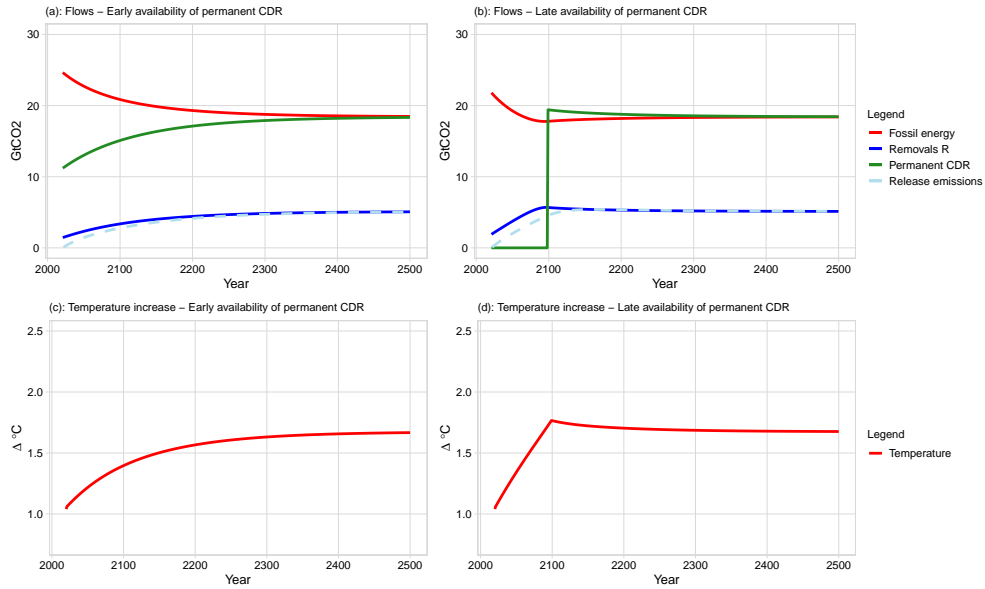 (a): Flows – Early availability of permanent CDR
(b): Flows – Late availability of permanent CDR
GtCO2
30
20
10
0
2000 2100 2200 2300 2400 2500
Year
GtCO2
30
20
10
0
2000 2100 2200 2300 2400 2500
Year
Legend
Fossil energy
Removals R
Permanent CDR
Release emissions
(c): Temperature increase – Early availability of permanent CDR
(d): Temperature increase – Late availability of permanent CDR
Δ °C
2.5
2.0
1.5
1.0
2000 2100 2200 2300 2400 2500
Year
Δ °C
2.5
2.0
1.5
1.0
2000 2100 2200 2300 2400 2500
Year
Legend
Temperature